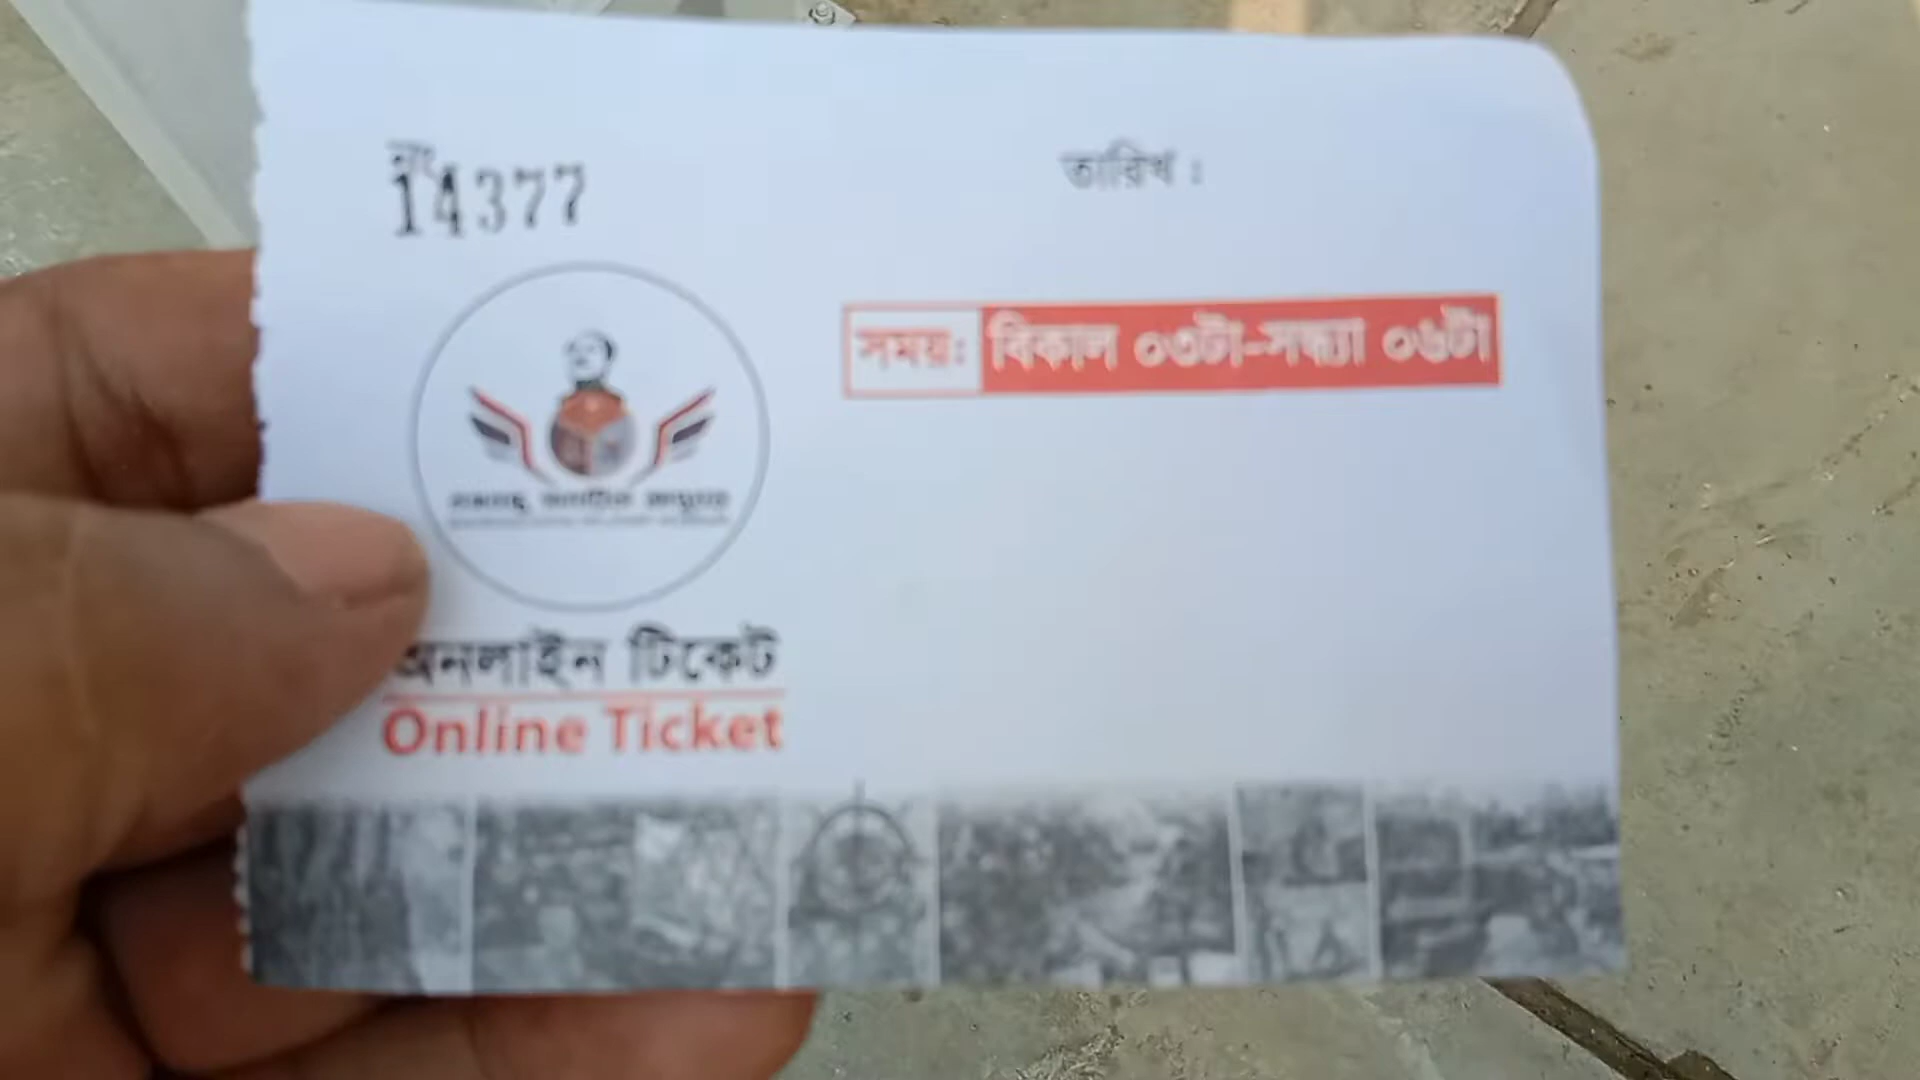 নং
14377
তারিখ :
সময়: বিকাল ০৩টা-সন্ধ্যা ০৬টা
অনলাইন টিকেট
Online Ticket